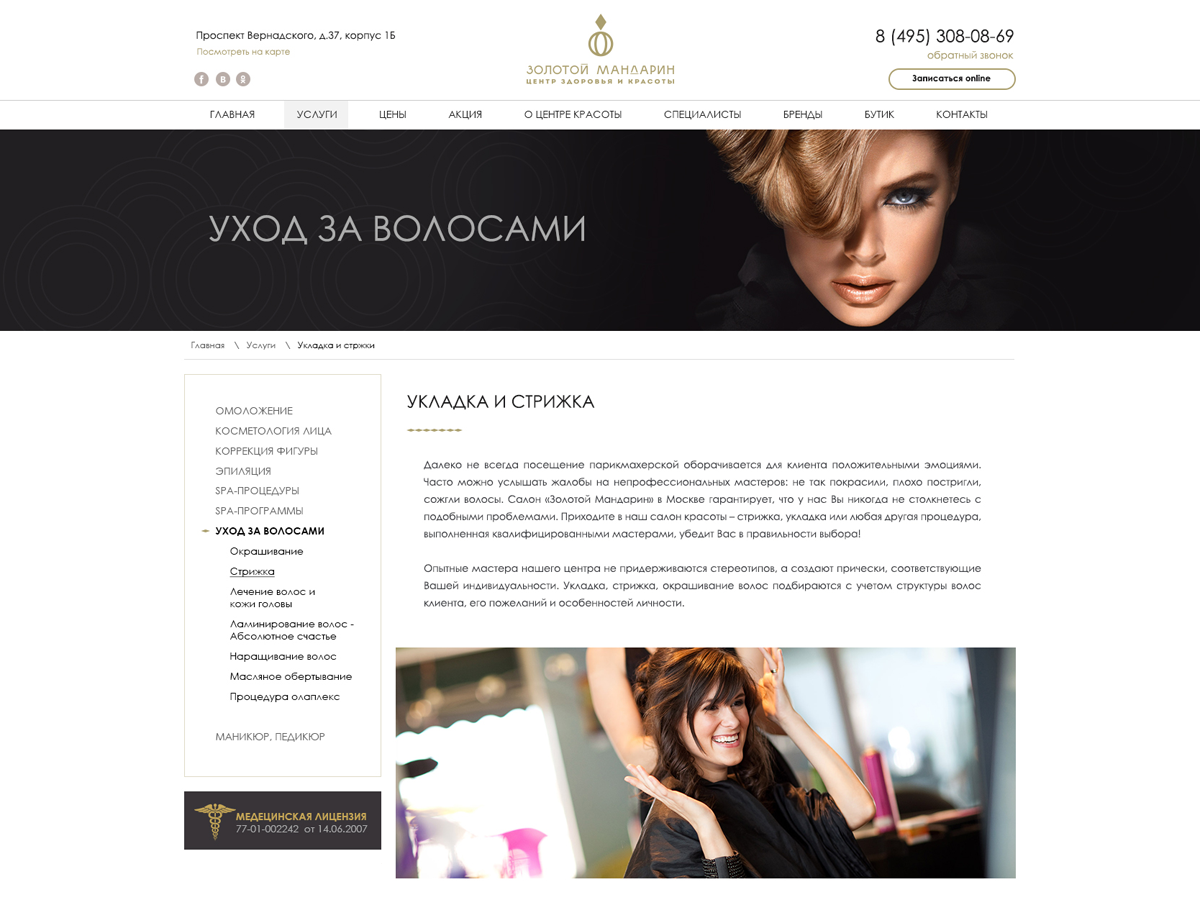 Проспект Вернадского, д.37, корпус 1Б
Посмотреть на карте
ЗОЛОТОЙ МАНДАРИН
ЦЕНТР ЗДОРОВЬЯ И КРАСОТЫ
8 (495) 308-08-69
обратный звонок
Записаться online
ГЛАВНАЯ УСЛУГИ ЦЕНЫ АКЦИЯ О ЦЕНТРЕ КРАСОТЫ СПЕЦИАЛИСТЫ БРЕНДЫ БУТИК КОНТАКТЫ
УХОД ЗА ВОЛОСАМИ
Главная \ Услуги \ Укладка и стржки
ОМОЛОЖЕНИЕ
КОСМЕТОЛОГИЯ ЛИЦА
КОРРЕКЦИЯ ФИГУРЫ
ЭПИЛЯЦИЯ
SPA-ПРОЦЕДУРЫ
SPA-ПРОГРАММЫ
УХОД ЗА ВОЛОСАМИ
Окрашивание
Стрижка
Лечение волос и
кожи головы
Ламинирование волос -
Абсолютное счастье
Наращивание волос
Масляное обертывание
Процедура олаплекс
МАНИКЮР, ПЕДИКЮР
МЕДЕЦИНСКАЯ ЛИЦЕНЗИЯ
77-01-002242 от 14.06.2007
УКЛАДКА И СТРИЖКА
Далеко не всегда посещение парикмахерской оборачивается для клиента положительными эмоциями.
Часто можно услышать жалобы на непрофессиональных мастеров: не так покрасили, плохо постригли,
сожгли волосы. Салон «Золотой Мандарин» в Москве гарантирует, что у нас Вы никогда не столкнетесь с
подобными проблемами. Приходите в наш салон красоты – стрижка, укладка или любая другая процедура,
выполненная квалифицированными мастерами, убедит Вас в правильности выбора!
Опытные мастера нашего центра не придерживаются стереотипов, а создают прически, соответствующие
Вашей индивидуальности. Укладка, стрижка, окрашивание волос подбираются с учетом структуры волос
клиента, его пожеланий и особенностей личности.